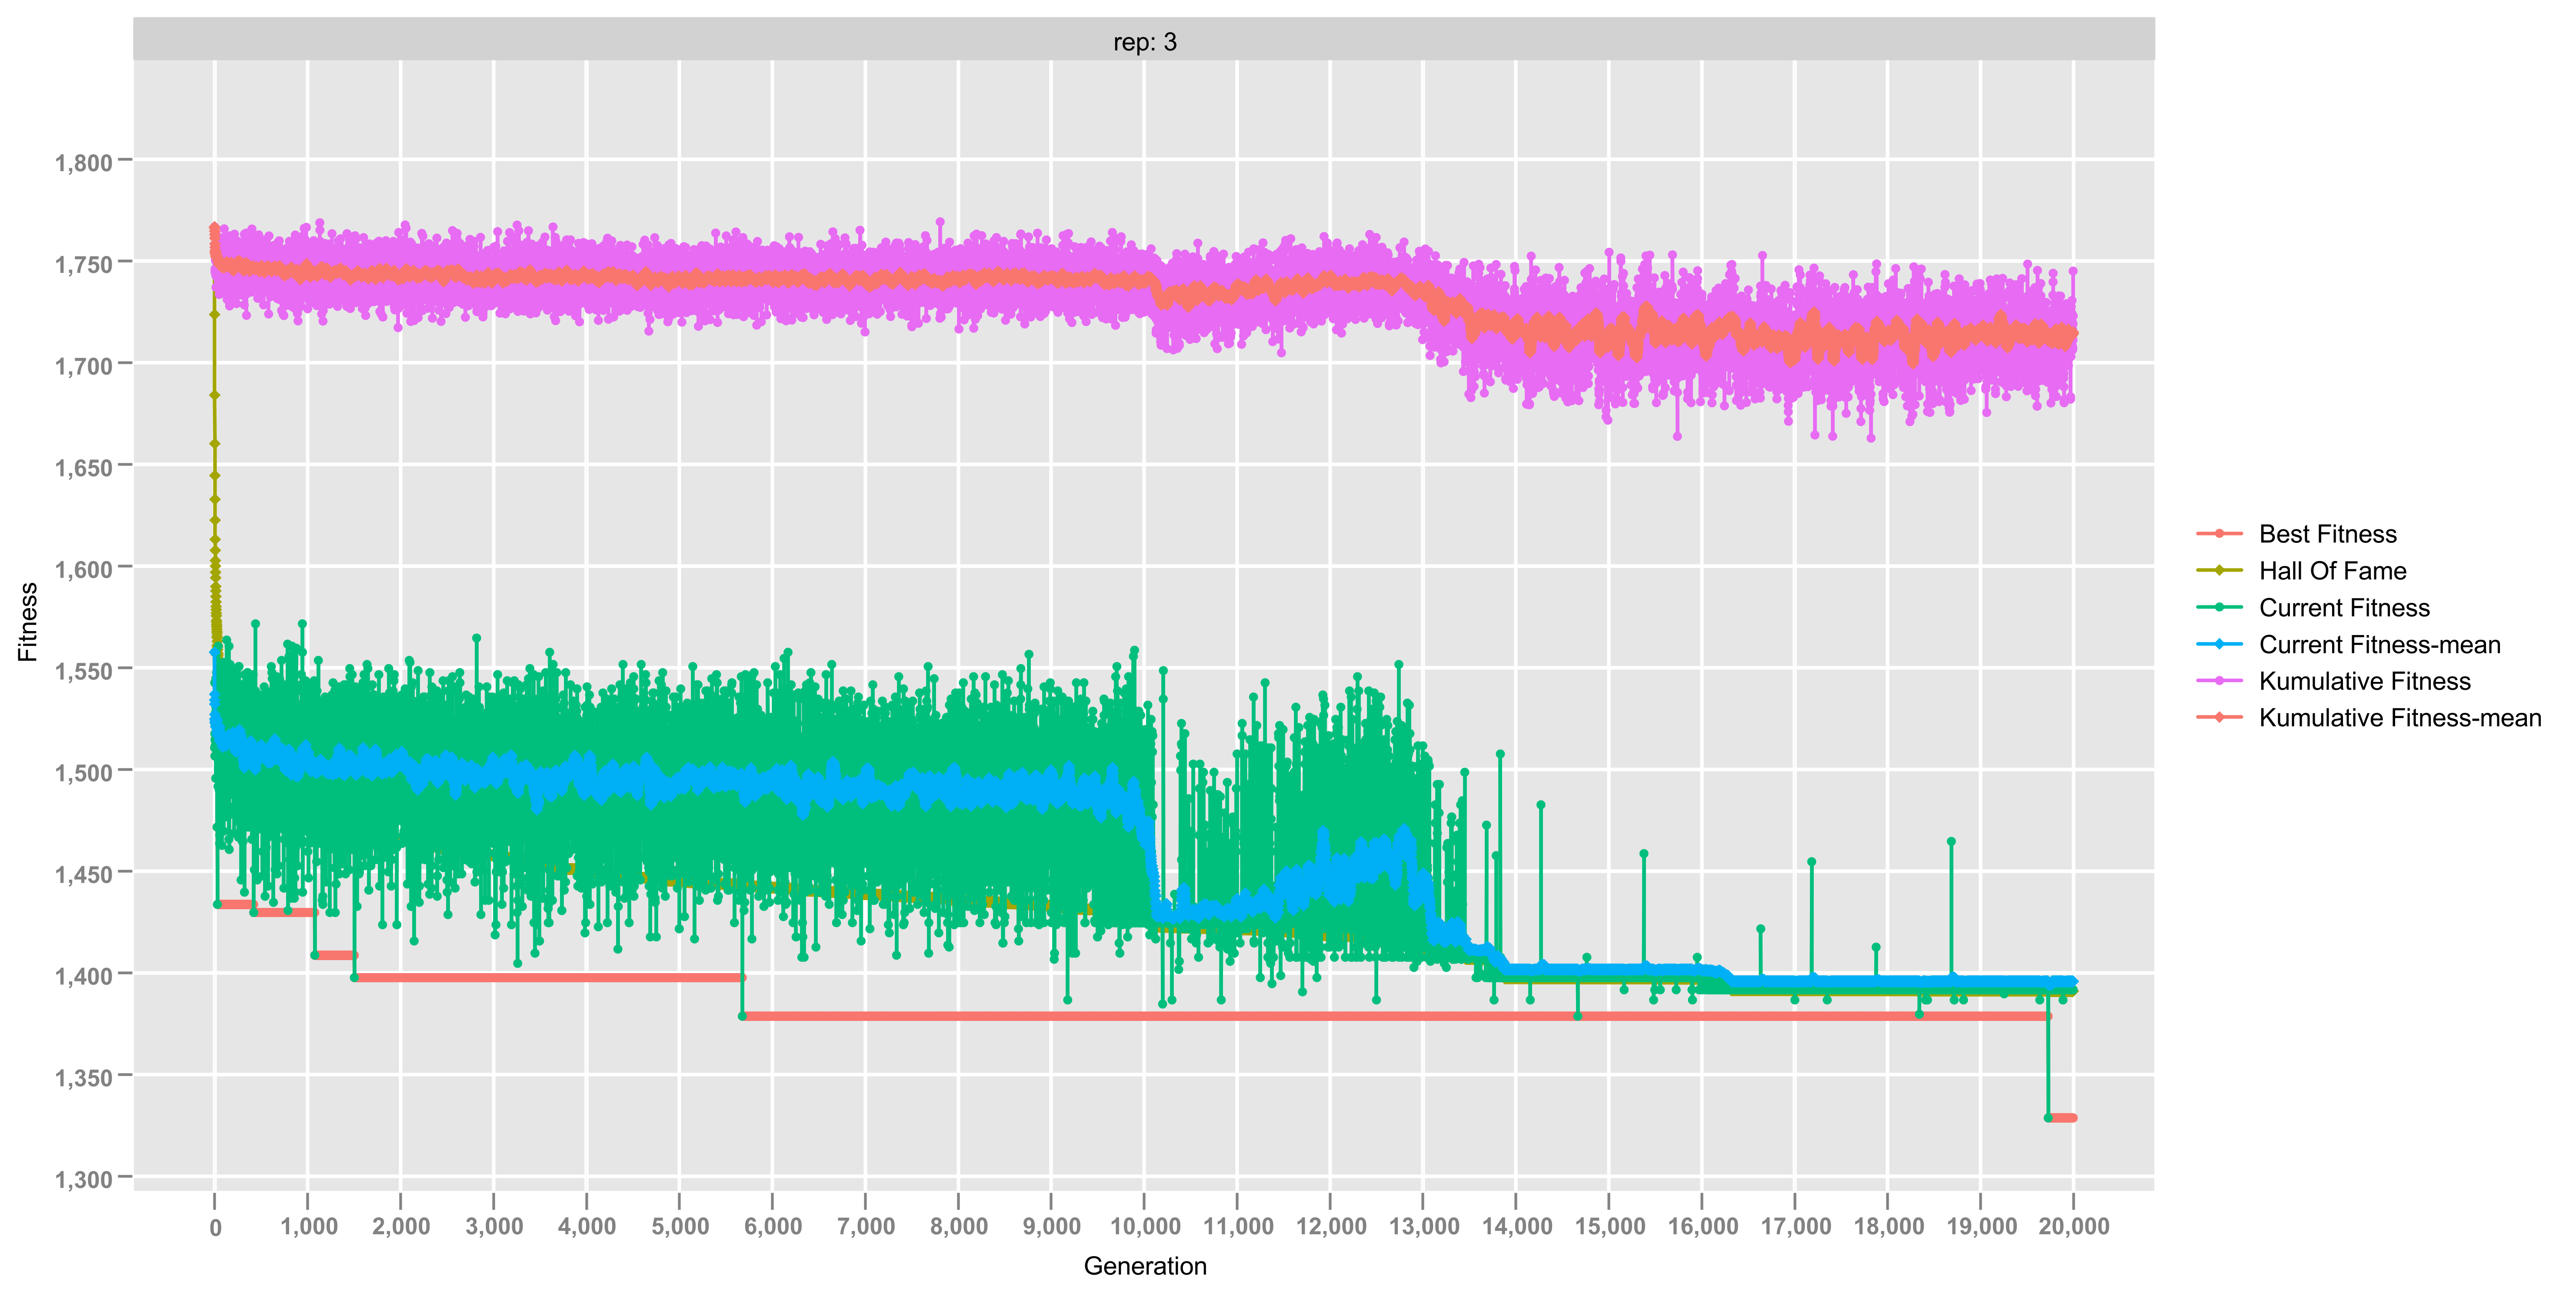 rep: 3
1,800
1,750
1,700
1,650
1,600
1,550
1,500
1,450
1,400
1,350
1,300
Fitness
0 1,000 2,000 3,000 4,000 5,000 6,000 7,000 8,000 9,000 10,000 11,000 12,000 13,000 14,000 15,000 16,000 17,000 18,000 19,000 20,000
Generation
Best Fitness
Hall Of Fame
Current Fitness
Current Fitness-mean
Kumulative Fitness
Kumulative Fitness-mean